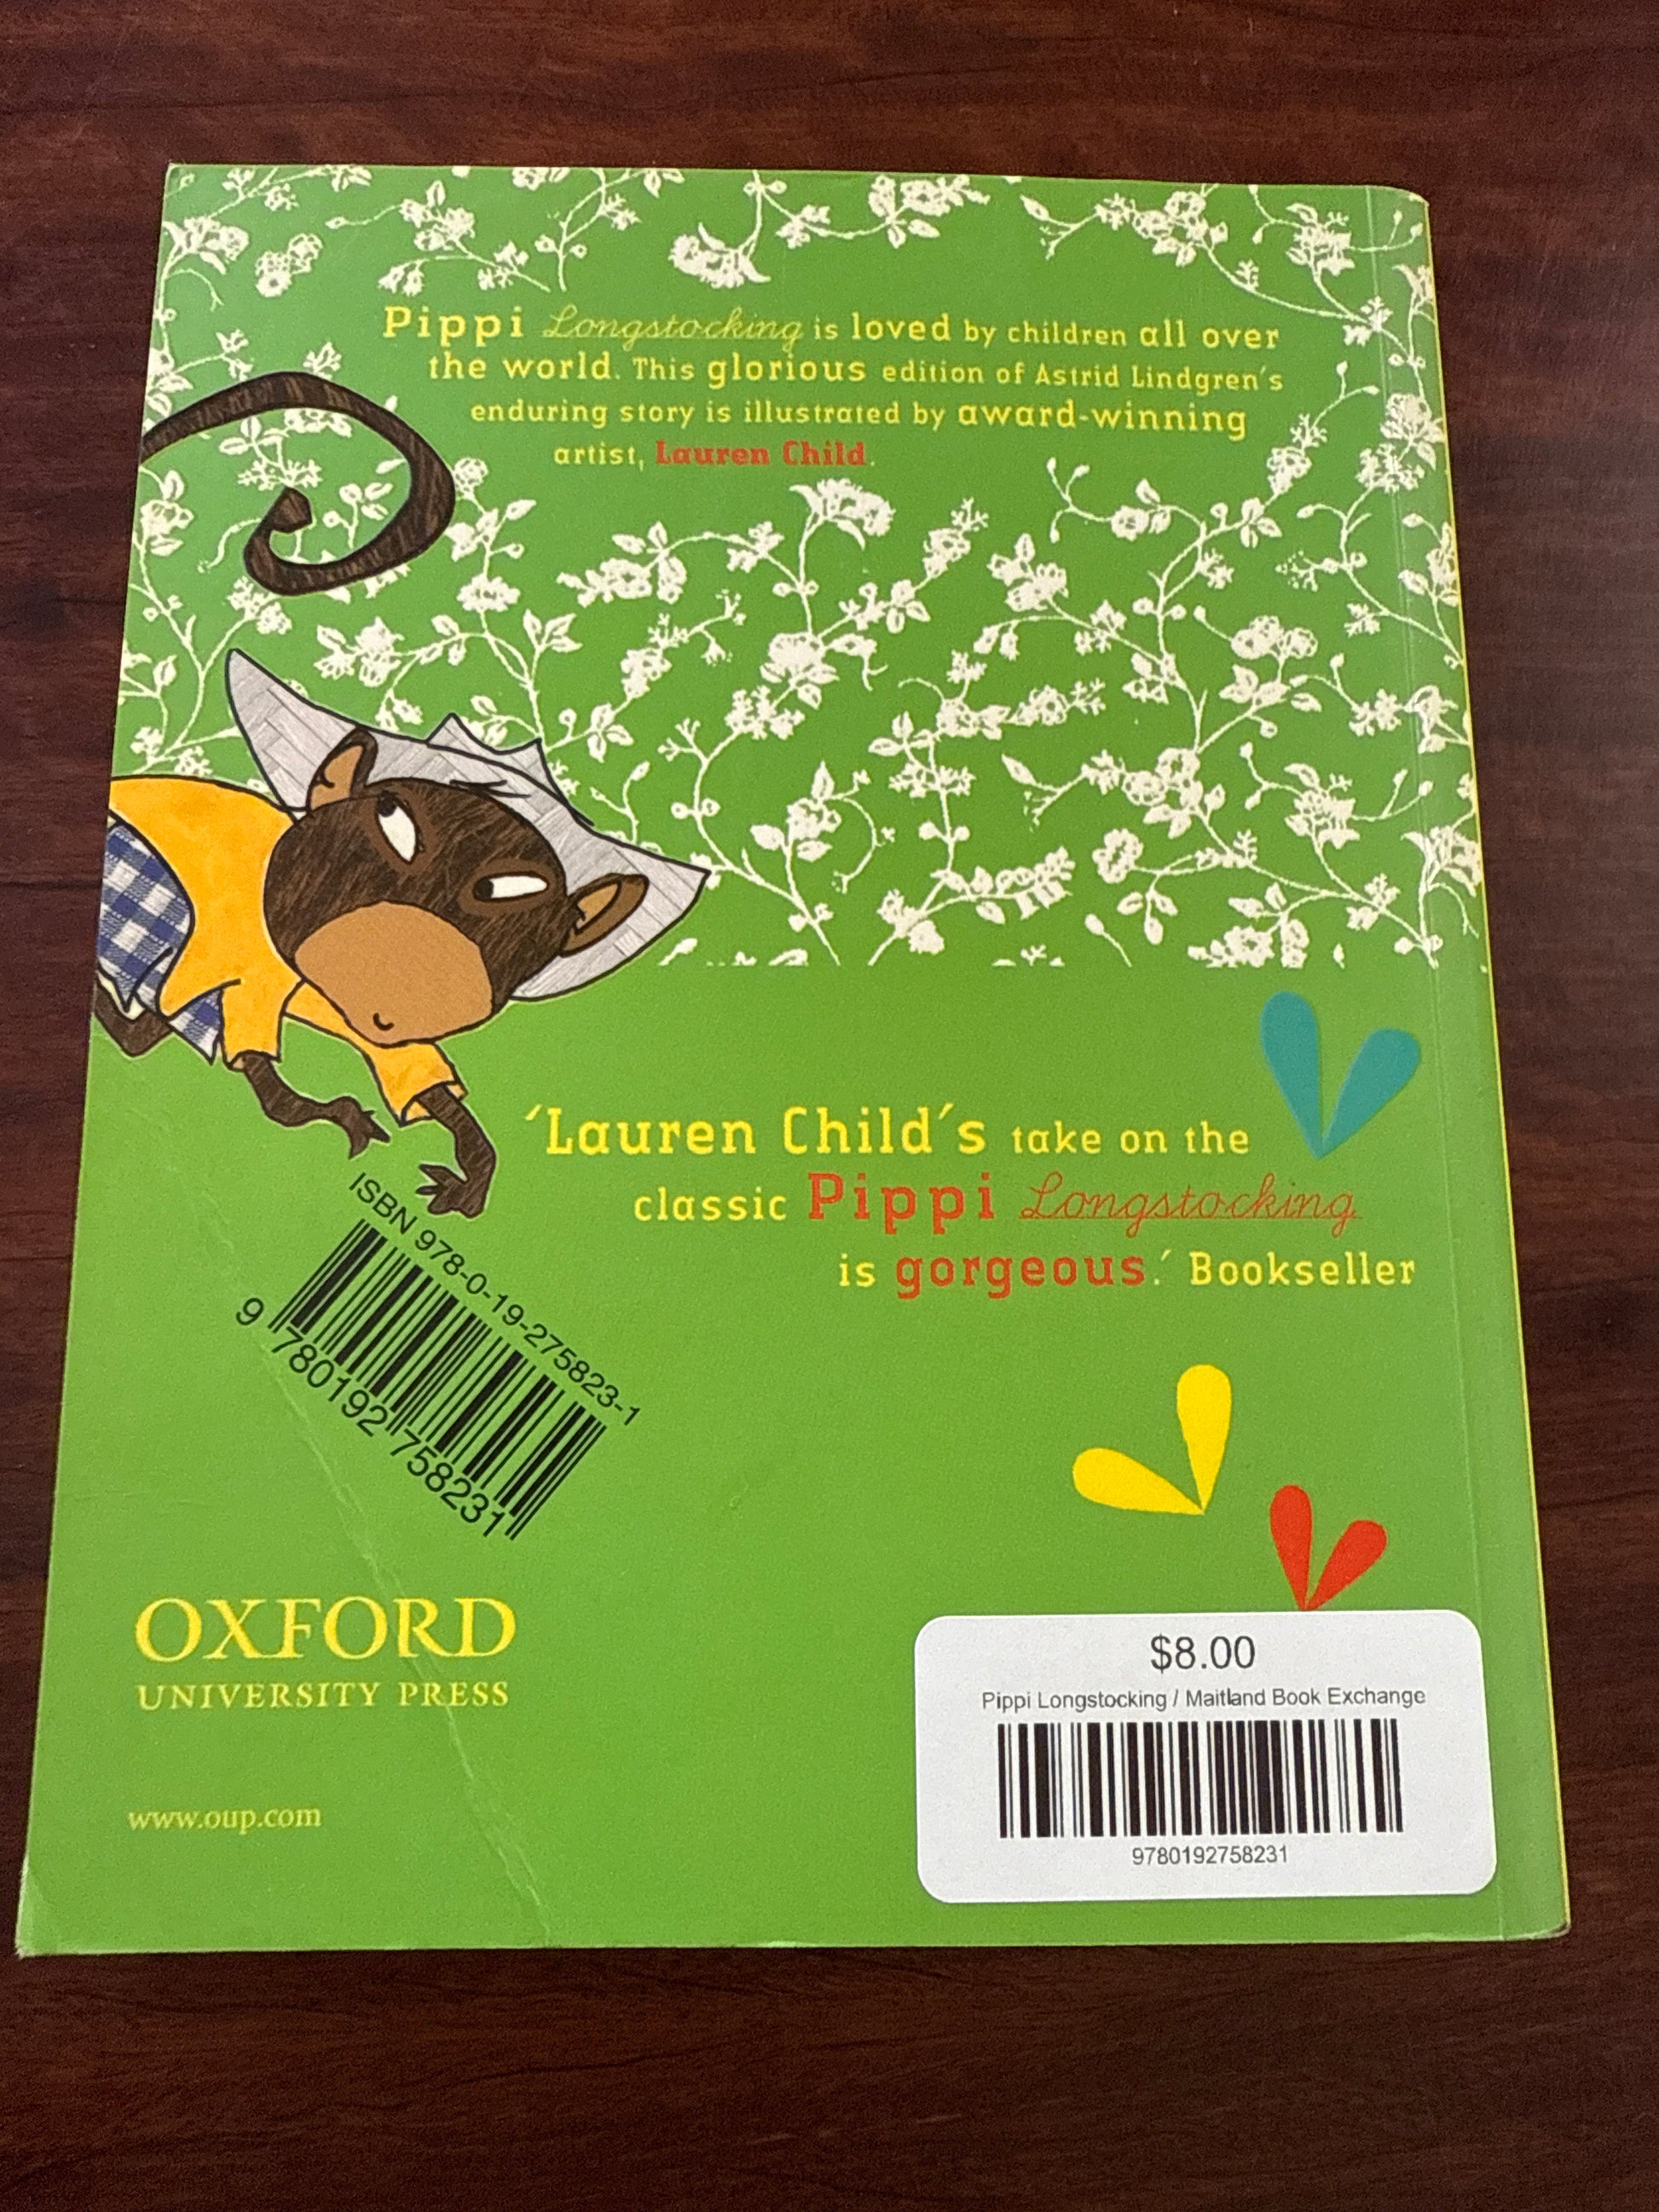 Pippi Longstocking is loved by children all over
the world. This glorious edition of Astrid Lindgren's
enduring story is illustrated by award-winning
artist, Lauren Child.
'Lauren Child's take on the
classic Pippi Longstocking
is gorgeous.' Bookseller
ISBN 978-0-19-275823-1
9 780192 758231
OXFORD
UNIVERSITY PRESS
www.oup.com
$8.00
Pippi Longstocking / Maitland Book Exchange
9780192758231